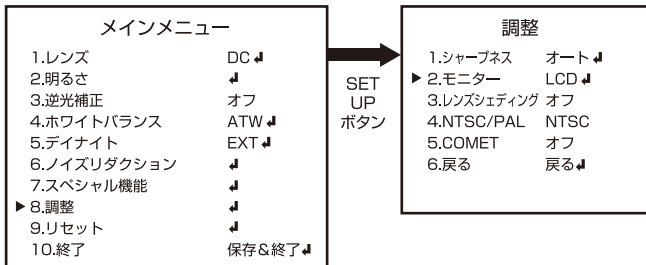 メインメニュー
1.レンズ DC↲
2.明るさ ↲
3.逆光補正 オフ
4.ホワイトバランス ATW↲
5.デイナイト EXT↲
6.ノイズリダクション ↲
7.スペシャル機能 ↲
▶8.調整 ↲
9.リセット ↲
10.終了 保存&終了↲
SET
UP
ボタン
調整
1.シャープネス オート↲
▶2.モニター LCD↲
3.レンズシェディング オフ
4.NTSC/PAL NTSC
5.COMET オフ
6.戻る 戻る↲